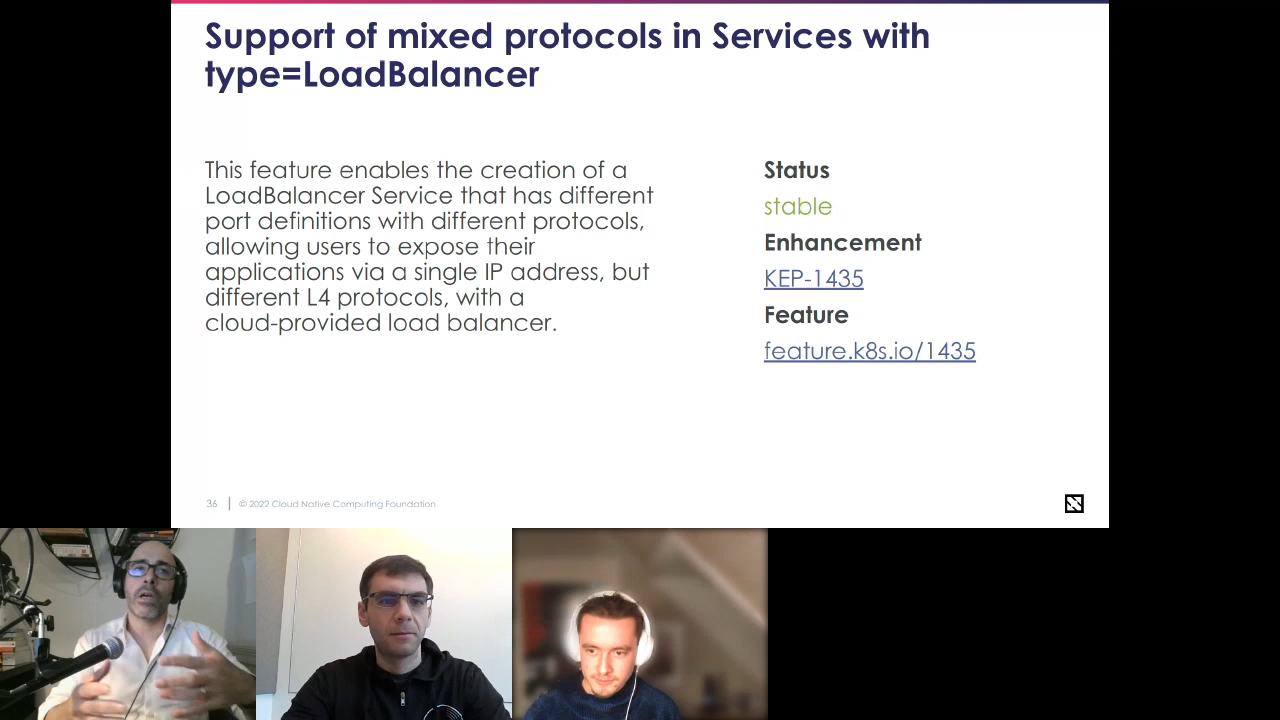 Support of mixed protocols in Services with
type=LoadBalancer
This feature enables the creation of a
LoadBalancer Service that has different
port definitions with different protocols,
allowing users to expose their
applications via a single IP address, but
different L4 protocols, with a
cloud-provided load balancer.
Status
stable
Enhancement
KEP-1435
Feature
feature.k8s.io/1435
36
© 2022 Cloud Native Computing Foundation